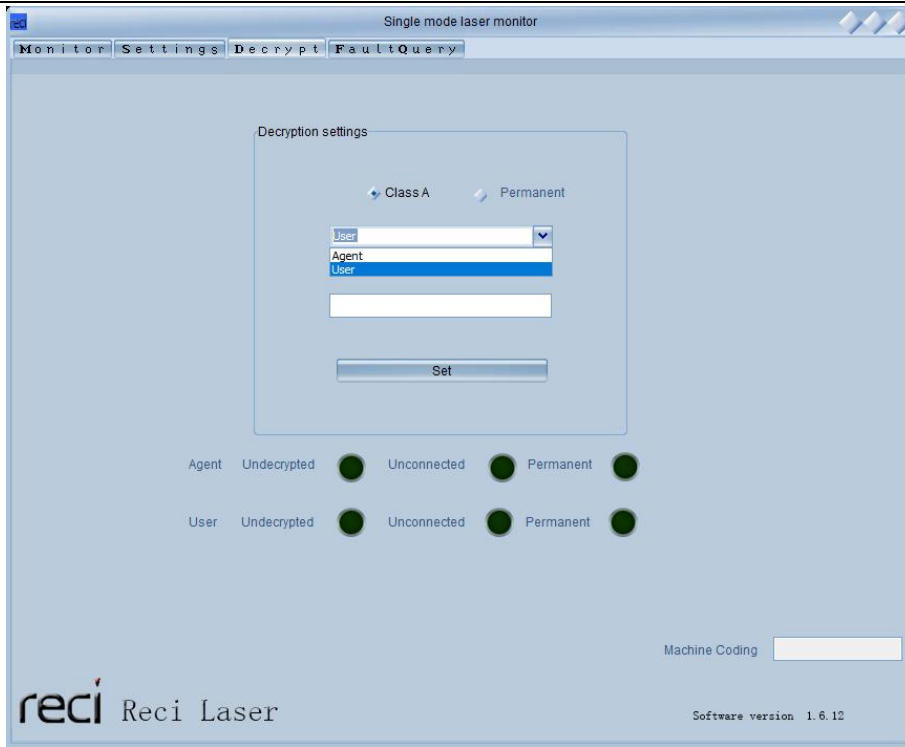 reci
Single mode laser monitor
Monitor Settings Decrypt FaultQuery
Decryption settings
Class A Permanent
User
Agent
User
Set
Agent Undecrypted Unconnected Permanent
User Undecrypted Unconnected Permanent
Machine Coding
reci Reci Laser
Software version 1.6.12